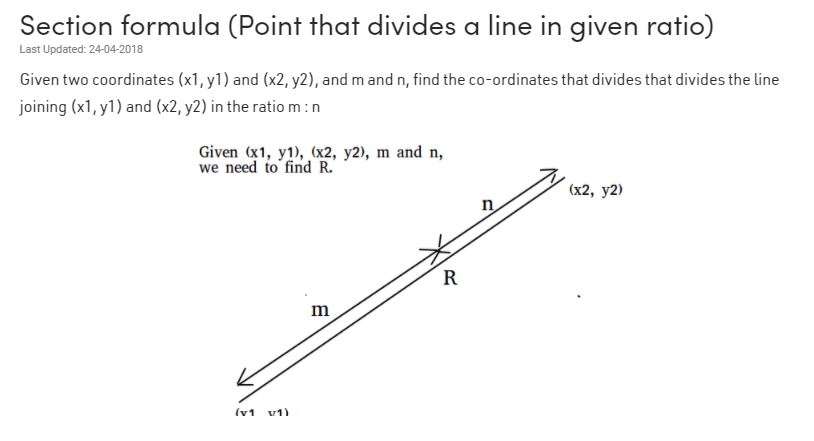 Section formula (Point that divides a line in given ratio)
Last Updated: 24-04-2018
Given two coordinates (x1, y1) and (x2, y2), and m and n, find the co-ordinates that divides that divides the line
joining (x1, y1) and (x2, y2) in the ratio m : n
Given (x1, y1), (x2, y2), m and n,
we need to find R.
(x2, y2)
n
R
m
(x1, y1)